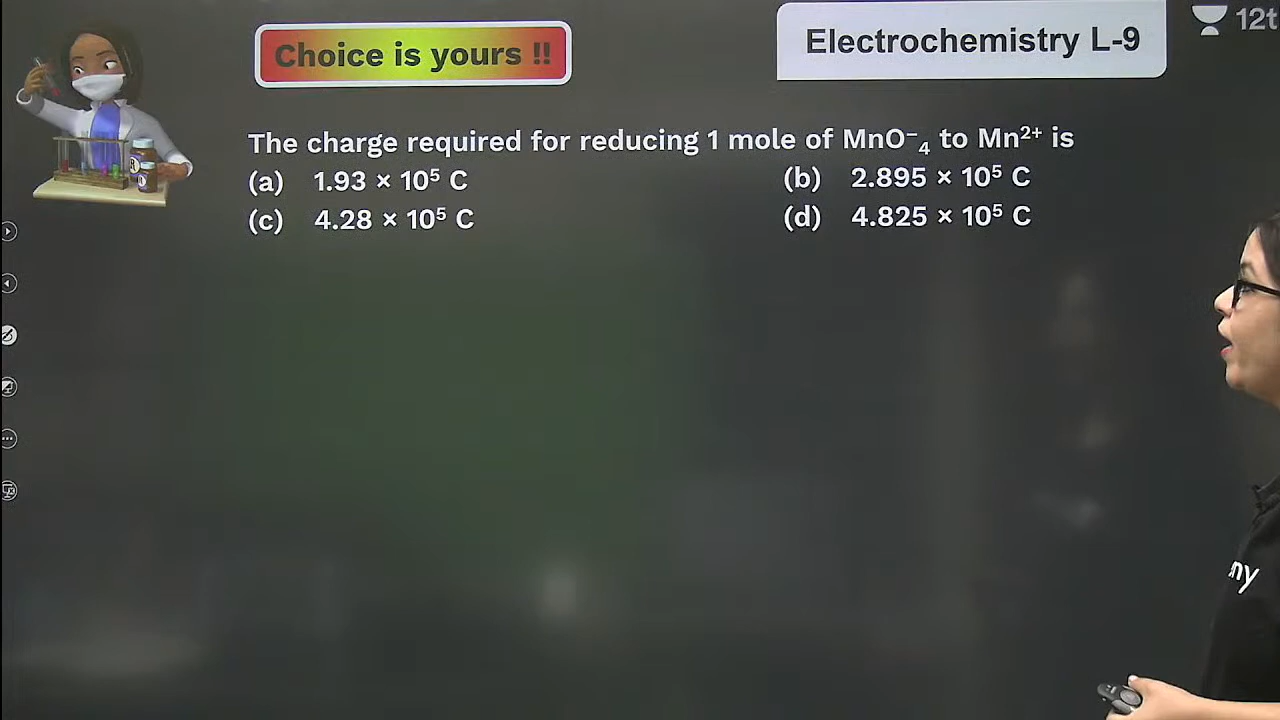 Choice is yours !!
Electrochemistry L-9
12t
The charge required for reducing 1 mole of MnO⁻₄ to Mn²⁺ is
(a) 1.93 × 10⁵ C (b) 2.895 × 10⁵ C
(c) 4.28 × 10⁵ C (d) 4.825 × 10⁵ C
ny